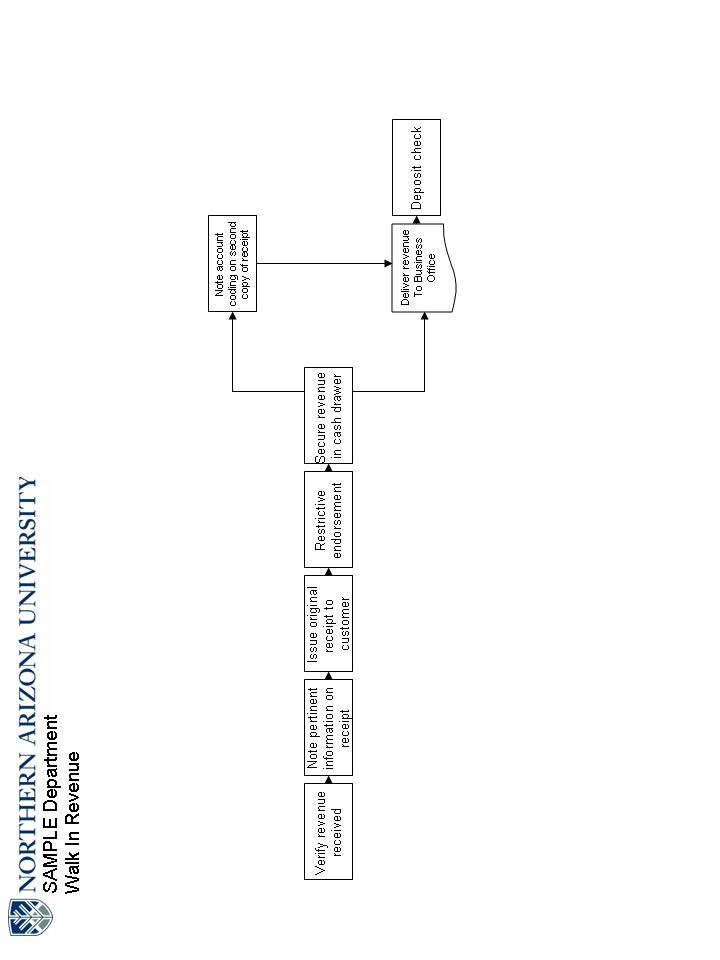 NORTHERN ARIZONA UNIVERSITY
SAMPLE Department
Walk In Revenue
Verify revenue
received
Note pertinent
information on
receipt
Issue original
receipt to
customer
Restrictive
endorsement
Secure revenue
in cash drawer
Note account
coding on second
copy of receipt
Deliver revenue
To Business
Office
Deposit check